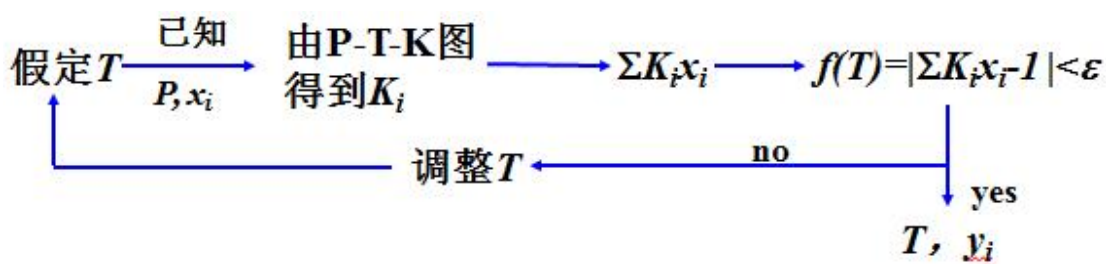 已知
假定T
P, xᵢ
由P-T-K图
得到Kᵢ
ΣKᵢxᵢ
f(T)=|ΣKᵢxᵢ-1|<ε
no
调整T
yes
T，yᵢ